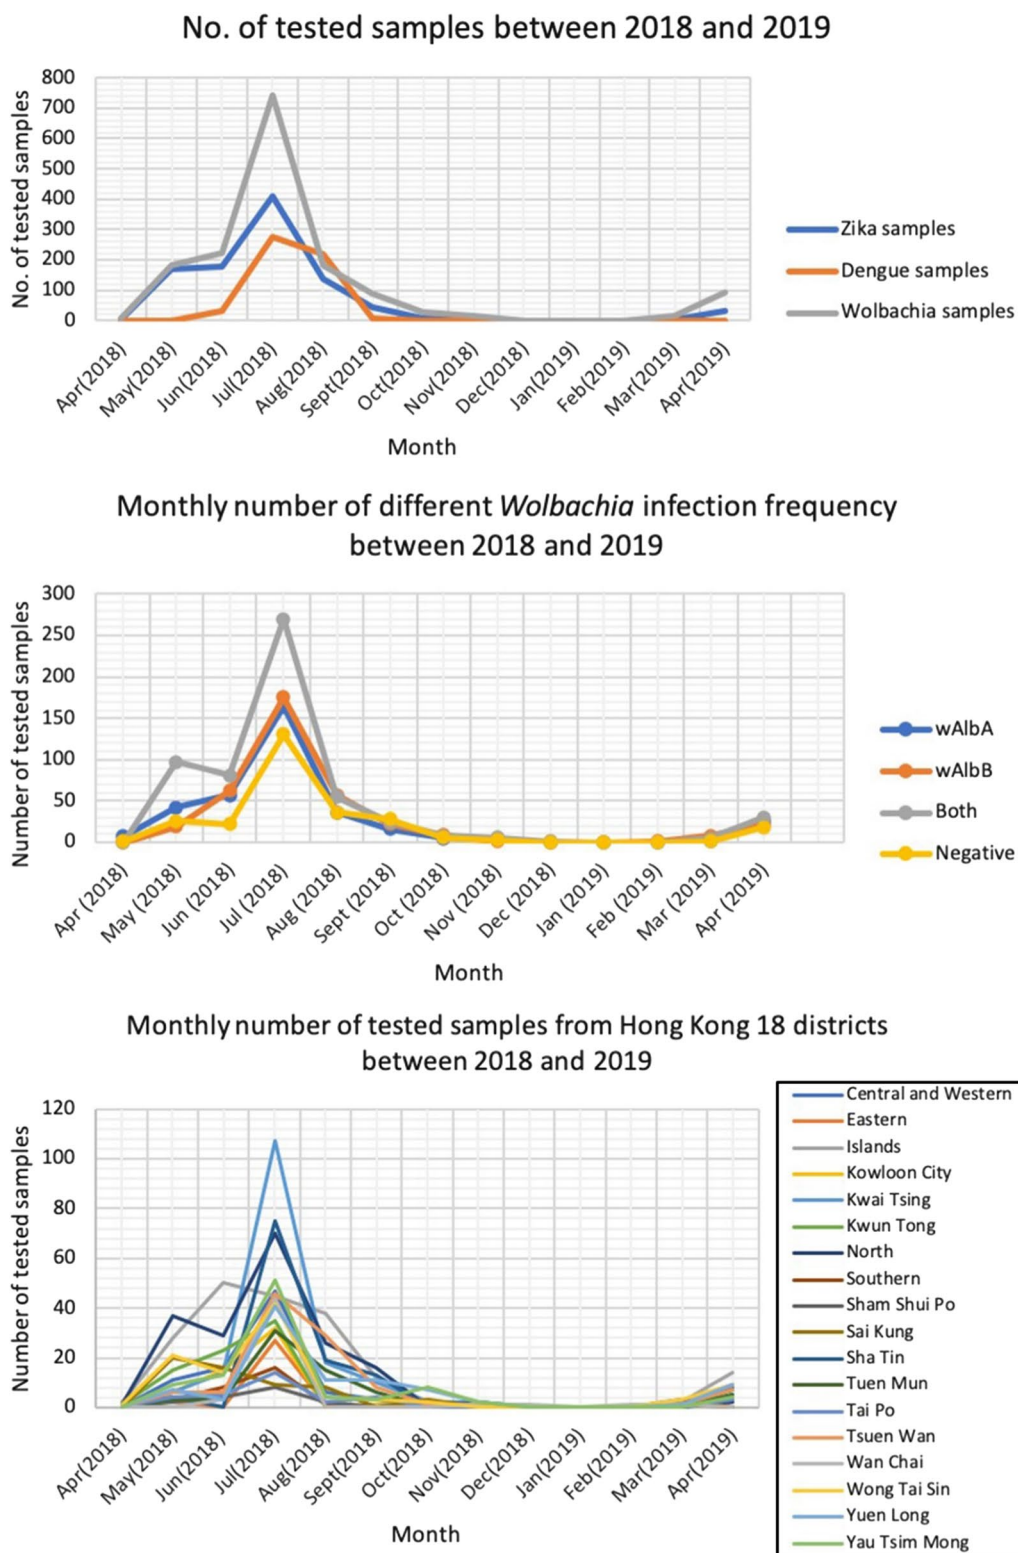 No. of tested samples between 2018 and 2019
No. of tested samples
800
700
600
500
400
300
200
100
0
Apr(2018)
May(2018)
Jun(2018)
Jul(2018)
Aug(2018)
Sept(2018)
Oct(2018)
Nov(2018)
Dec(2018)
Jan(2019)
Feb(2019)
Mar(2019)
Apr(2019)
Month
Zika samples
Dengue samples
Wolbachia samples
Monthly number of different Wolbachia infection frequency
between 2018 and 2019
Number of tested samples
300
250
200
150
100
50
0
Apr (2018)
May (2018)
Jun (2018)
Jul (2018)
Aug (2018)
Sept (2018)
Oct (2018)
Nov (2018)
Dec (2018)
Jan (2019)
Feb (2019)
Mar (2019)
Apr (2019)
Month
wAlbA
wAlbB
Both
Negative
Monthly number of tested samples from Hong Kong 18 districts
between 2018 and 2019
Number of tested samples
120
100
80
60
40
20
0
Apr(2018)
May(2018)
Jun(2018)
Jul(2018)
Aug(2018)
Sept(2018)
Oct(2018)
Nov(2018)
Dec(2018)
Jan(2019)
Feb(2019)
Mar(2019)
Apr(2019)
Month
Central and Western
Eastern
Islands
Kowloon City
Kwai Tsing
Kwun Tong
North
Southern
Sham Shui Po
Sai Kung
Sha Tin
Tuen Mun
Tai Po
Tsuen Wan
Wan Chai
Wong Tai Sin
Yuen Long
Yau Tsim Mong